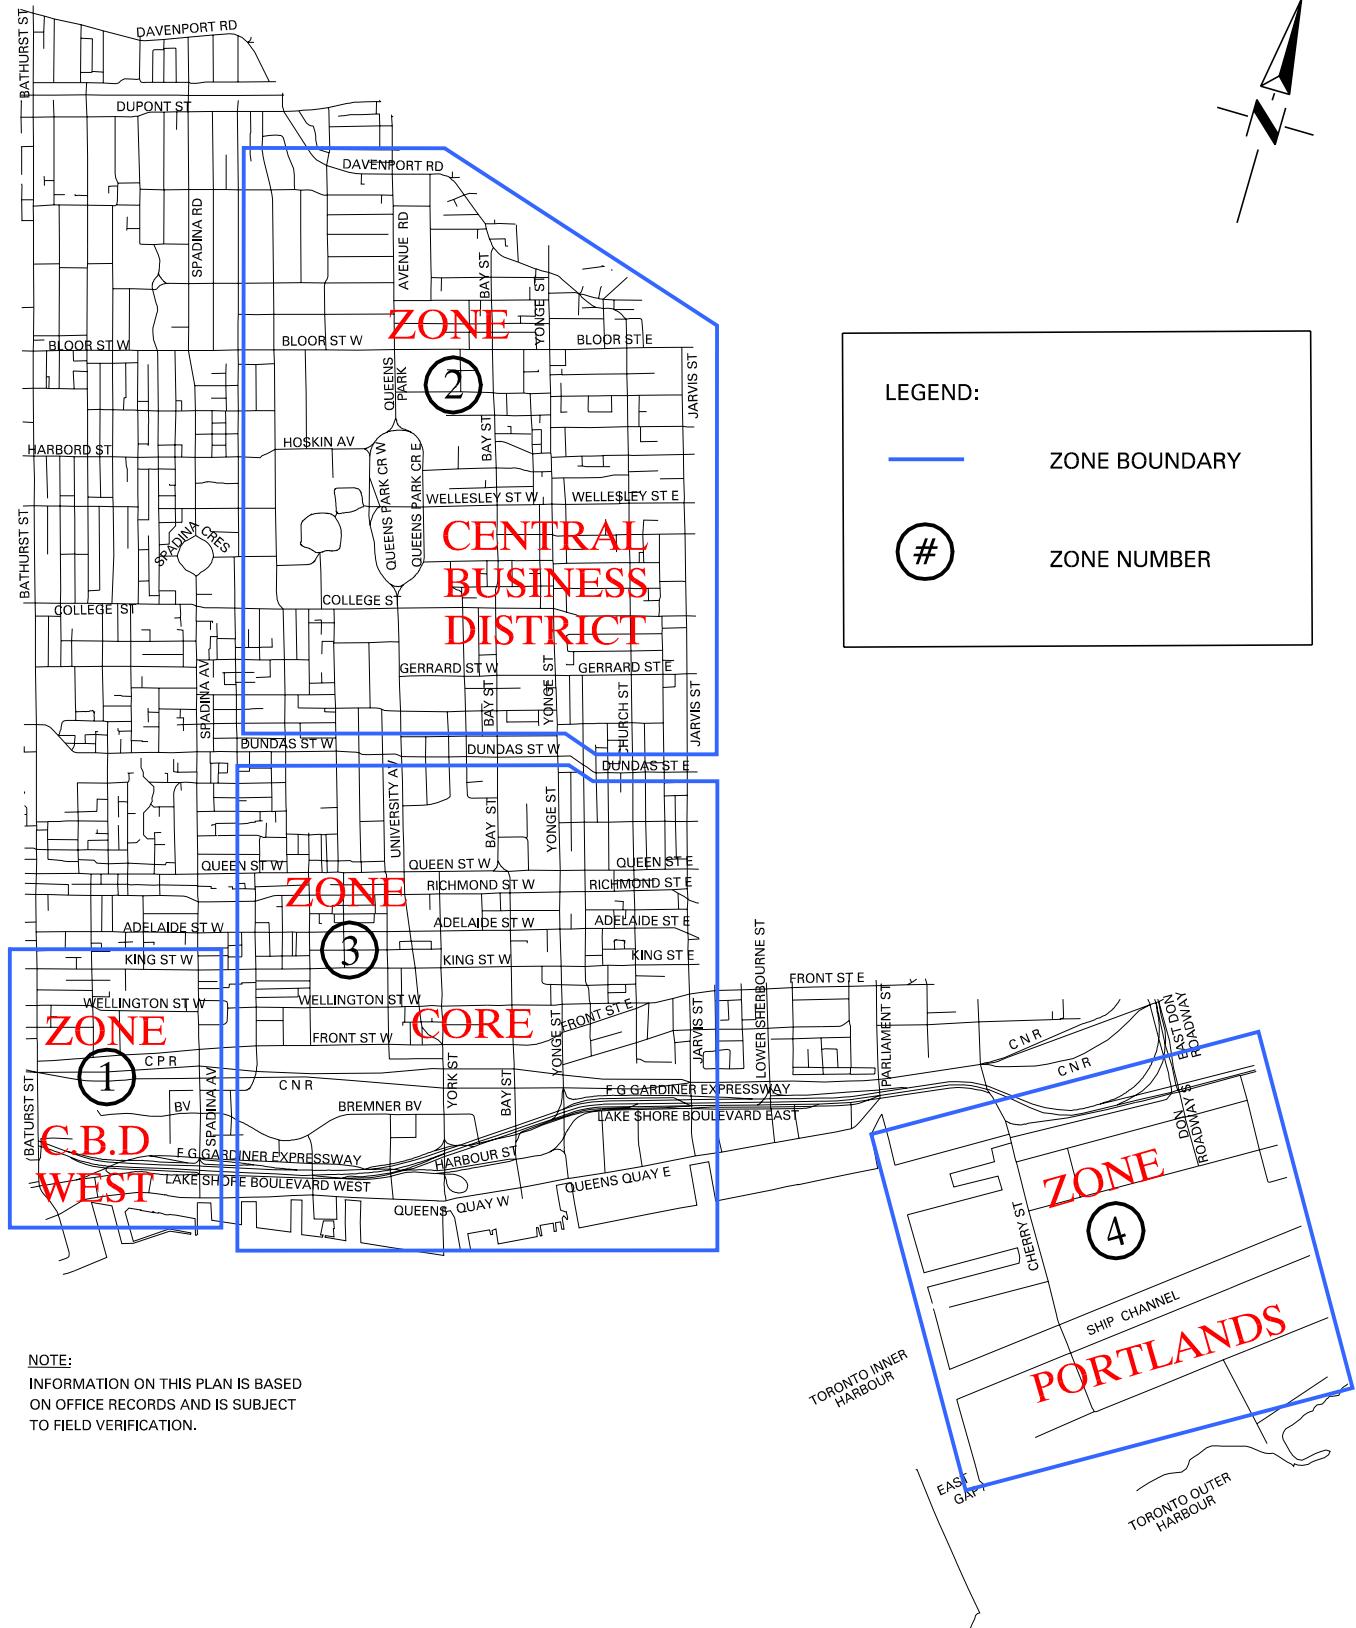 DAVENPORT RD
BATHURST ST
DUPONT ST
N
DAVENPORT RD
SPADINA RD
AVENUE RD
BAY ST
YONGE ST
ZONE
2
BLOOR ST W
BLOOR ST W
BLOOR ST E
QUEENS
PARK
JARVIS ST
LEGEND:
ZONE BOUNDARY
#
ZONE NUMBER
HARBORD ST
HOSKIN AV
QUEENS PARK CR W
QUEENS PARK CR E
BAY ST
WELLESLEY ST W
WELLESLEY ST E
BATHURST ST
SPADINA CRES
CENTRAL
BUSINESS
DISTRICT
COLLEGE ST
COLLEGE ST
GERRARD ST W
GERRARD ST E
SPADINA AV
BAY ST
YONGE ST
CHURCH ST
JARVIS ST
DUNDAS ST W
DUNDAS ST W
DUNDAS ST E
UNIVERSITY AV
BAY ST
YONGE ST
QUEEN ST W
QUEEN ST W
QUEEN ST E
ZONE
3
RICHMOND ST W
RICHMOND ST E
ADELAIDE ST W
ADELAIDE ST W
ADELAIDE ST E
KING ST W
KING ST W
KING ST E
LOWER SHERBOURNE ST
FRONT ST E
PARLIAMENT ST
WELLINGTON ST W
WELLINGTON ST W
ZONE
1
CORE
FRONT ST W
FRONT ST E
YONGE ST
JARVIS ST
C N R
C N R
EAST DON
ROADWAY
C P R
C N R
BATURST ST
SPADINA AV
BV
BREMNER BV
YORK ST
BAY ST
F G GARDINER EXPRESSWAY
LAKE SHORE BOULEVARD EAST
DON
ROADWAY S
C.B.D
WEST
F G GARDINER EXPRESSWAY
HARBOUR ST
LAKE SHORE BOULEVARD WEST
QUEENS QUAY W
QUEENS QUAY E
ZONE
4
CHERRY ST
SHIP CHANNEL
PORTLANDS
TORONTO INNER
HARBOUR
EAST
GAP
TORONTO OUTER
HARBOUR
NOTE:
INFORMATION ON THIS PLAN IS BASED
ON OFFICE RECORDS AND IS SUBJECT
TO FIELD VERIFICATION.